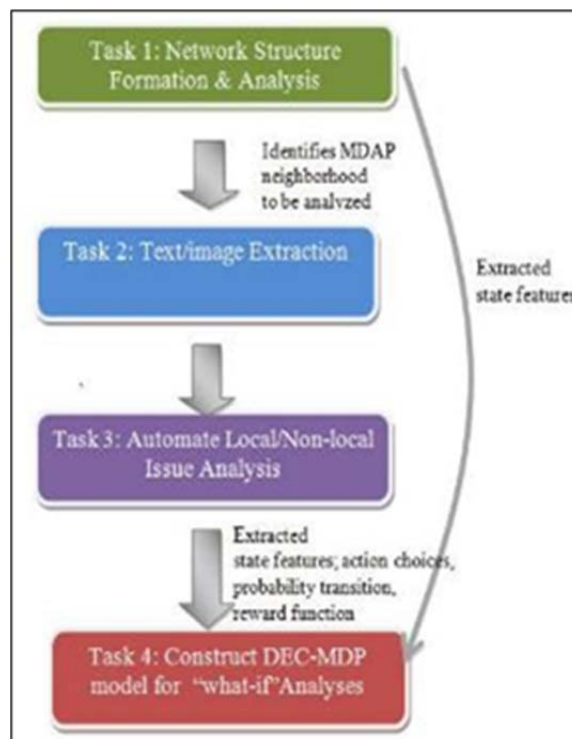 Task 1: Network Structure
Formation & Analysis
Identifies MDAP
neighborhood
to be analyzed
Task 2: Text/image Extraction
Extracted
state features
Task 3: Automate Local/Non-local
Issue Analysis
Extracted
state features; action choices,
probability transition,
reward function
Task 4: Construct DEC-MDP
model for "what-if"Analyses